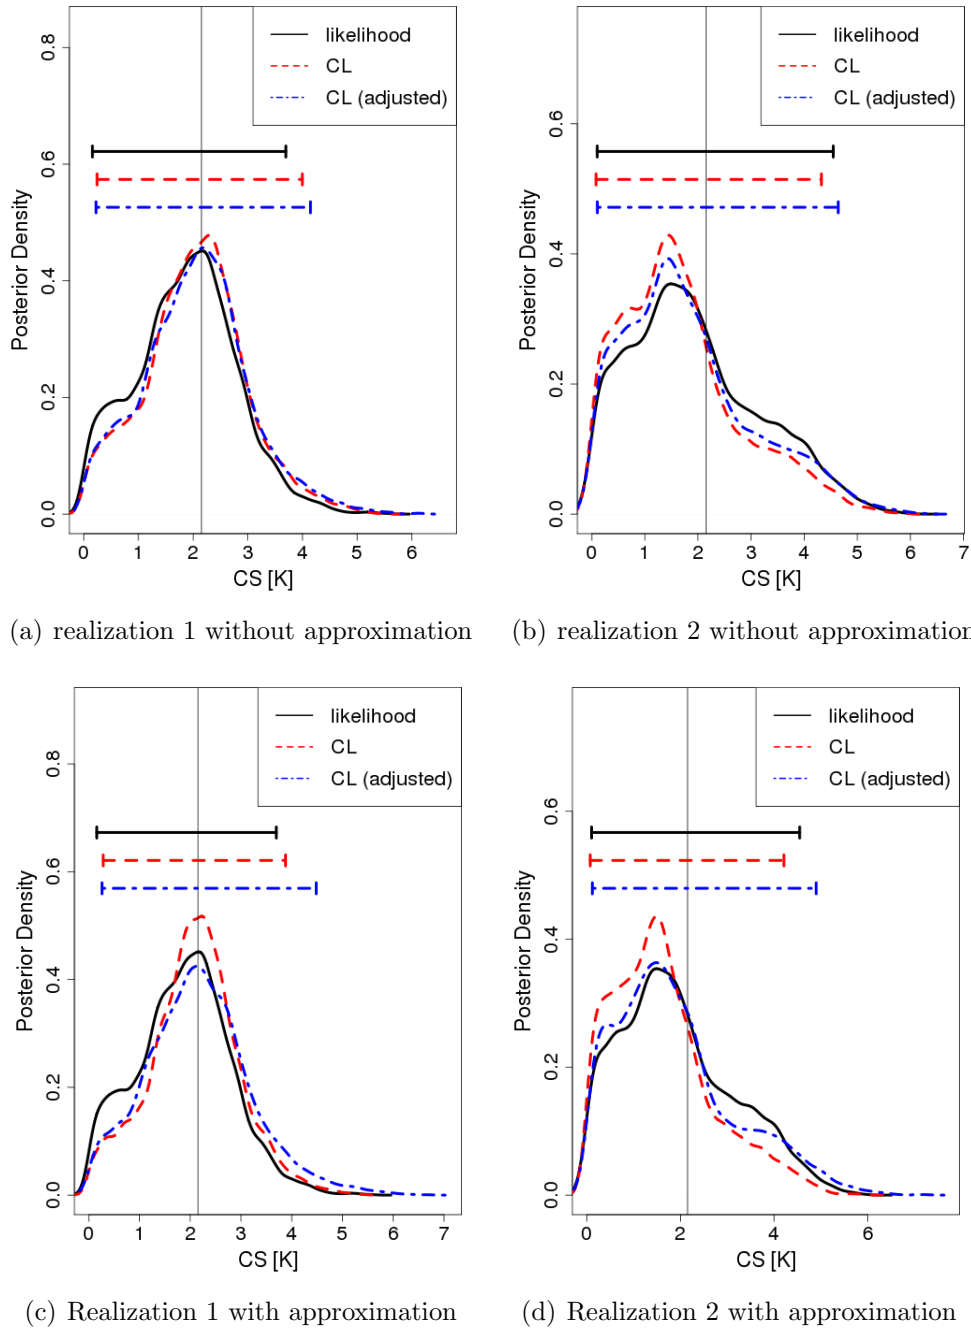 likelihood
CL
CL (adjusted)
Posterior Density
0.0
0.2
0.4
0.6
0.8
0 1 2 3 4 5 6
CS [K]
(a) realization 1 without approximation
likelihood
CL
CL (adjusted)
Posterior Density
0.0
0.2
0.4
0.6
0 1 2 3 4 5 6 7
CS [K]
(b) realization 2 without approximation
likelihood
CL
CL (adjusted)
Posterior Density
0.0
0.2
0.4
0.6
0.8
0 1 2 3 4 5 6 7
CS [K]
(c) Realization 1 with approximation
likelihood
CL
CL (adjusted)
Posterior Density
0.0
0.2
0.4
0.6
0 2 4 6
CS [K]
(d) Realization 2 with approximation